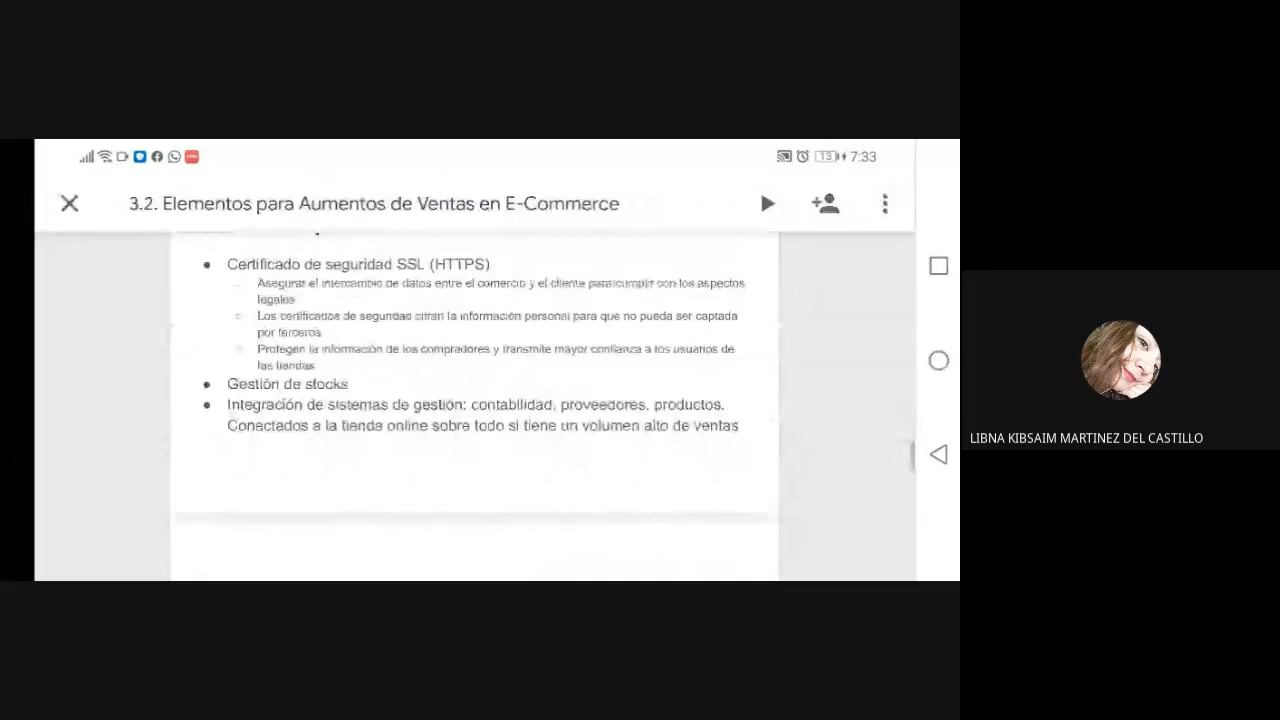 13 7:33
3.2. Elementos para Aumentos de Ventas en E-Commerce
Certificado de seguridad SSL (HTTPS)
Asegurar el intercambio de datos entre el comercio y el cliente para cumplir con los aspectos
legales
Los certificados de seguridad cifran la información personal para que no pueda ser captada
por terceros
Protegen la información de los compradores y transmite mayor confianza a los usuarios de
las tiendas
Gestión de stocks
Integración de sistemas de gestión: contabilidad, proveedores, productos.
Conectados a la tienda online sobre todo si tiene un volumen alto de ventas
LIBNA KIBSAIM MARTINEZ DEL CASTILLO